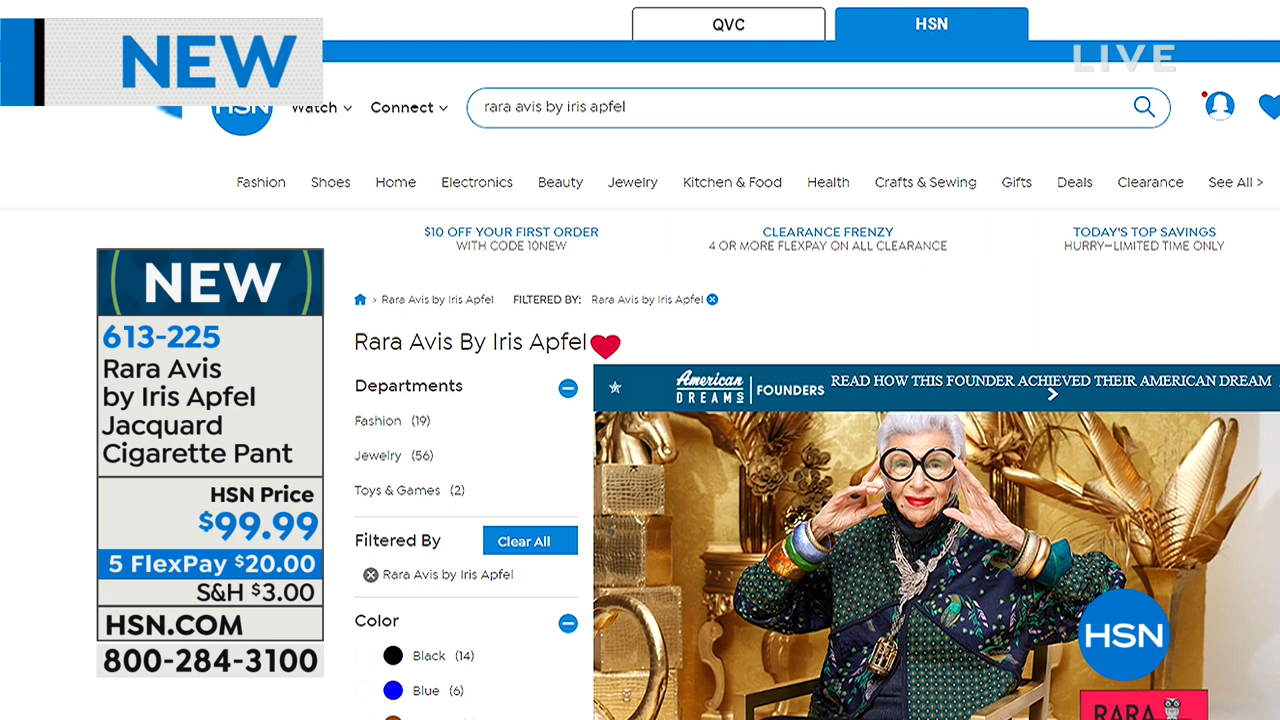 NEW
QVC
HSN
LIVE
HSN
Watch
Connect
rara avis by iris apfel
Fashion
Shoes
Home
Electronics
Beauty
Jewelry
Kitchen & Food
Health
Crafts & Sewing
Gifts
Deals
Clearance
See All >
$10 OFF YOUR FIRST ORDER
WITH CODE 10NEW
CLEARANCE FRENZY
4 OR MORE FLEXPAY ON ALL CLEARANCE
TODAY'S TOP SAVINGS
HURRY—LIMITED TIME ONLY
NEW
613-225
Rara Avis
by Iris Apfel
Jacquard
Cigarette Pant
HSN Price
$99.99
5 FlexPay $20.00
S&H $3.00
HSN.COM
800-284-3100
> Rara Avis by Iris Apfel
FILTERED BY: Rara Avis by Iris Apfel
Rara Avis By Iris Apfel
Departments
Fashion (19)
Jewelry (56)
Toys & Games (2)
Filtered By
Clear All
Rara Avis by Iris Apfel
Color
Black (14)
Blue (6)
American
DREAMS
FOUNDERS
READ HOW THIS FOUNDER ACHIEVED THEIR AMERICAN DREAM
HSN
RARA